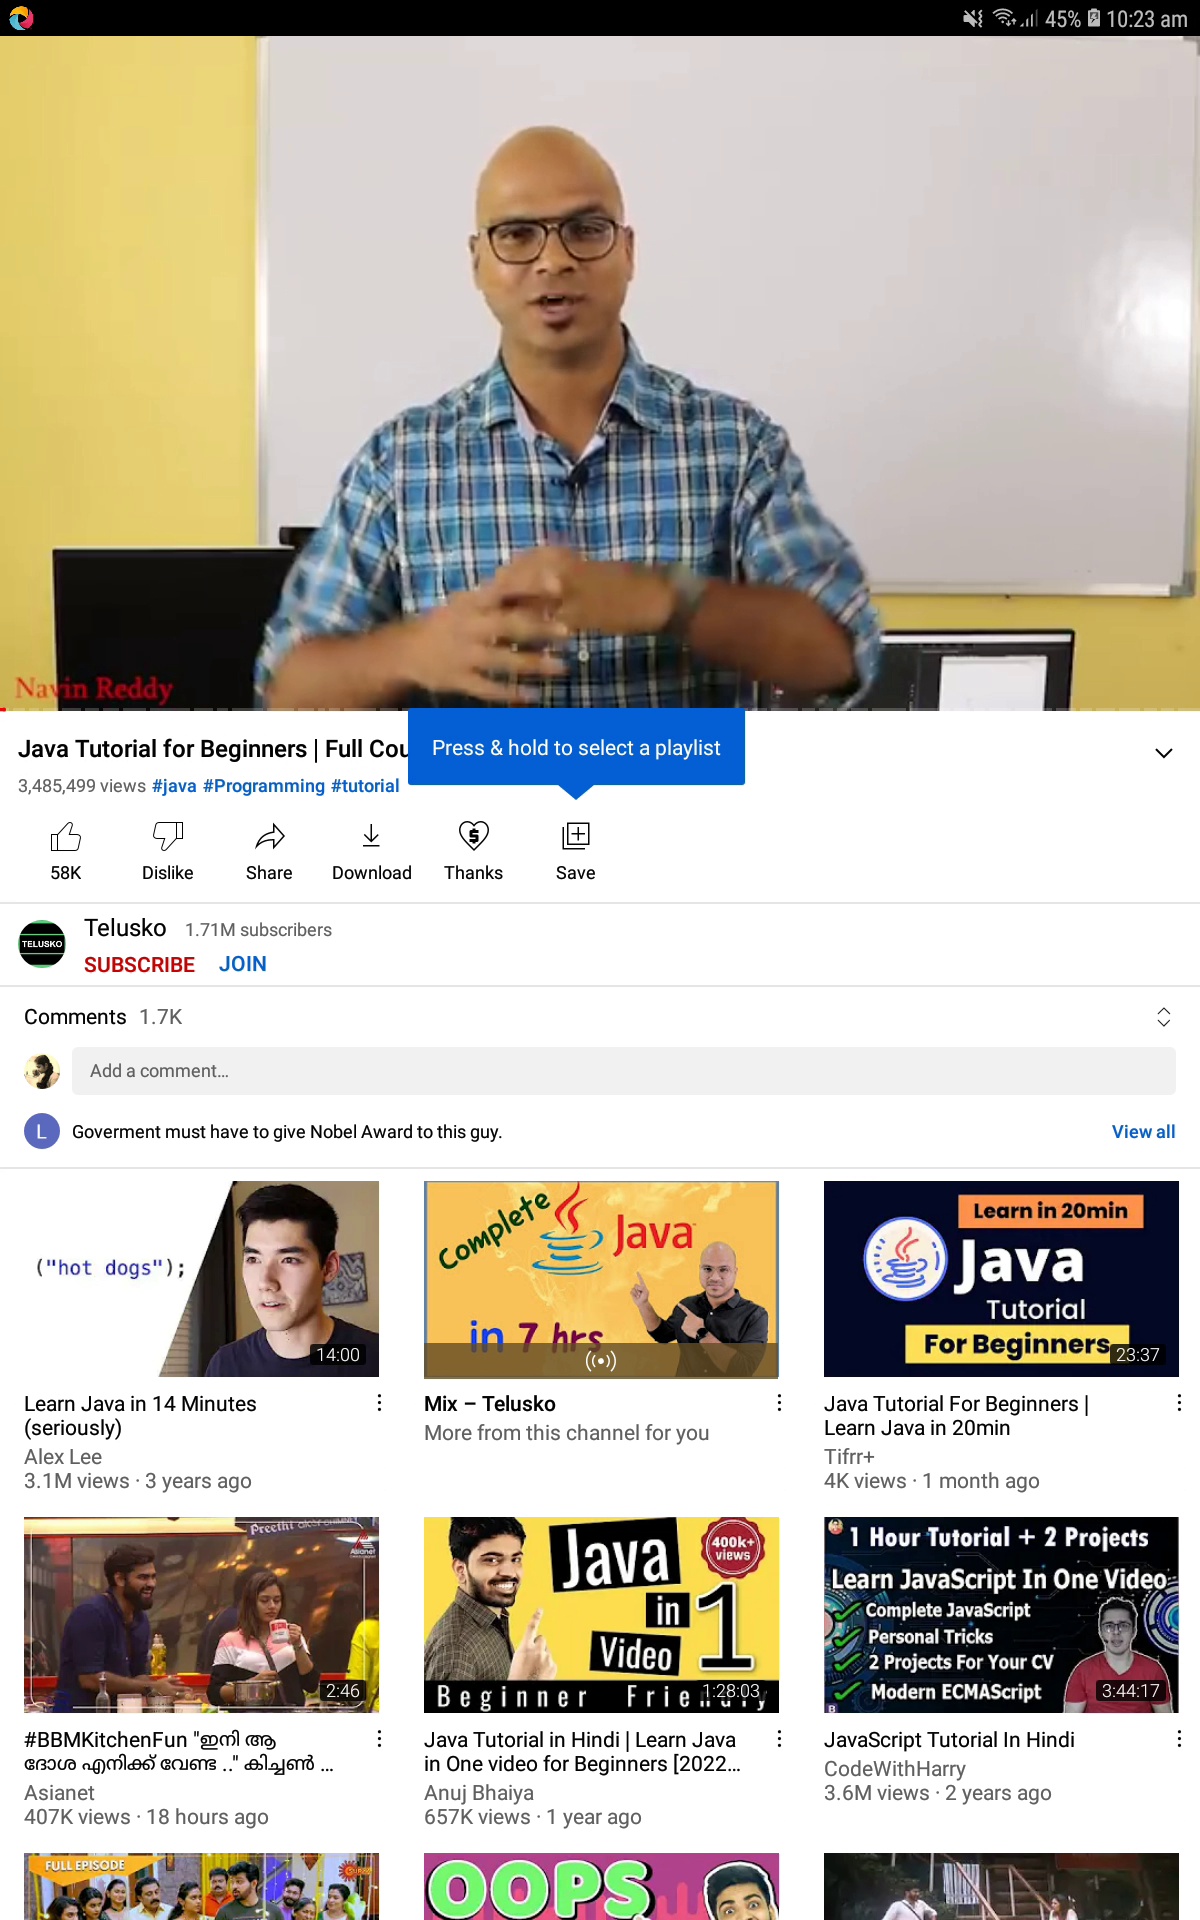 45% 10:23 am
Navin Reddy
Java Tutorial for Beginners | Full Cou
Press & hold to select a playlist
3,485,499 views #java #Programming #tutorial
58K Dislike Share Download Thanks Save
TELUSKO
Telusko 1.71M subscribers
SUBSCRIBE JOIN
Comments 1.7K
Add a comment...
L Goverment must have to give Nobel Award to this guy. View all
("hot dogs");
14:00
Learn Java in 14 Minutes
(seriously)
Alex Lee
3.1M views · 3 years ago
Complete
Java
in 7 hrs
Mix – Telusko
More from this channel for you
Learn in 20min
Java
Tutorial
For Beginners
23:37
Java Tutorial For Beginners |
Learn Java in 20min
Tifrr+
4K views · 1 month ago
Preethi
Asianet
2:46
#BBMKitchenFun "ഇനി ആ
ദോശ എനിക്ക് വേണ്ട .." കിച്ചൺ ...
Asianet
407K views · 18 hours ago
Java
400k+
views
in 1
Video
Beginner
1:28:03
Java Tutorial in Hindi | Learn Java
in One video for Beginners [2022...
Anuj Bhaiya
657K views · 1 year ago
1 Hour Tutorial + 2 Projects
Learn JavaScript In One Video
Complete JavaScript
Personal Tricks
2 Projects For Your CV
Modern ECMAScript
3:44:17
JavaScript Tutorial In Hindi
CodeWithHarry
3.6M views · 2 years ago
FULL EPISODE
OOPS